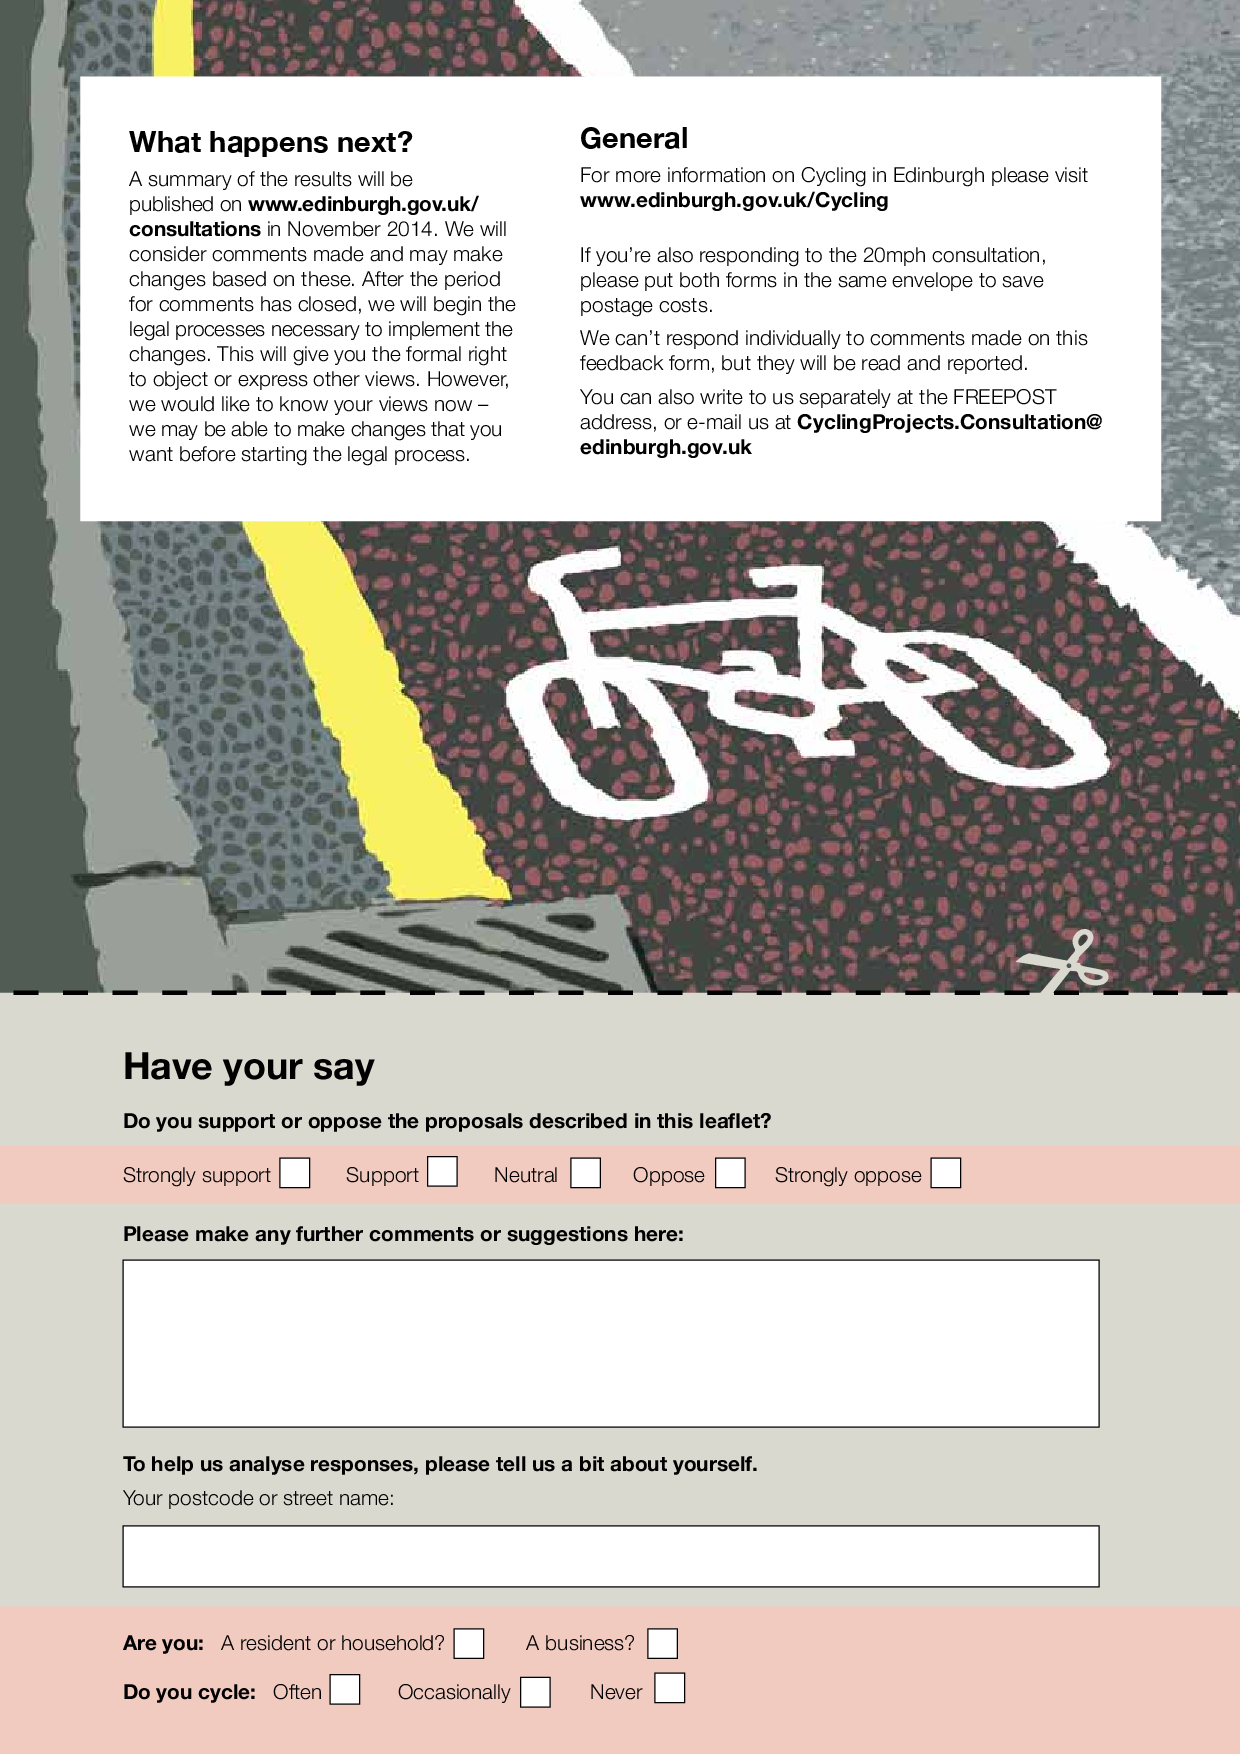 What happens next?
A summary of the results will be
published on www.edinburgh.gov.uk/
consultations in November 2014. We will
consider comments made and may make
changes based on these. After the period
for comments has closed, we will begin the
legal processes necessary to implement the
changes. This will give you the formal right
to object or express other views. However,
we would like to know your views now –
we may be able to make changes that you
want before starting the legal process.
General
For more information on Cycling in Edinburgh please visit
www.edinburgh.gov.uk/Cycling
If you’re also responding to the 20mph consultation,
please put both forms in the same envelope to save
postage costs.
We can’t respond individually to comments made on this
feedback form, but they will be read and reported.
You can also write to us separately at the FREEPOST
address, or e-mail us at CyclingProjects.Consultation@
edinburgh.gov.uk
Have your say
Do you support or oppose the proposals described in this leaflet?
Strongly support Support Neutral Oppose Strongly oppose
Please make any further comments or suggestions here:
To help us analyse responses, please tell us a bit about yourself.
Your postcode or street name:
Are you: A resident or household? A business?
Do you cycle: Often Occasionally Never